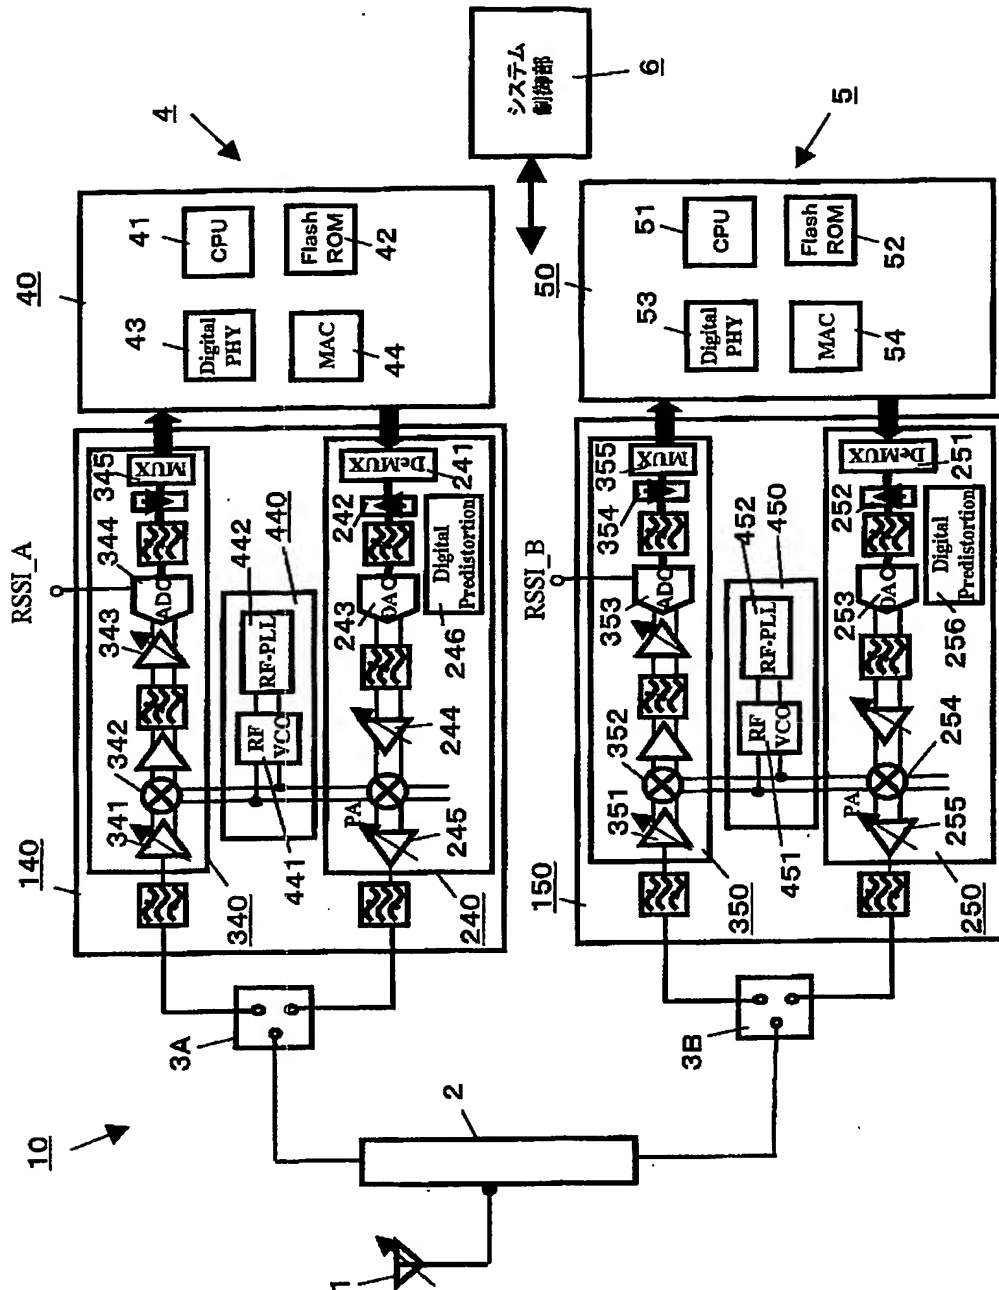 10
1
2
3A
3B
4
140
340
341
342
343
344
345
RSSI_A
ADC
MUX
440
441
442
RF
VCO
RF-PLL
240
PA
245
244
243
242
241
DAC
DeMUX
246
Digital
Predistortion
40
41
CPU
42
Flash
ROM
43
Digital
PHY
44
MAC
6
システム
制御部
5
150
350
351
352
353
354
355
RSSI_B
ADC
MUX
450
451
452
RF
VCO
RF-PLL
250
PA
255
254
253
252
251
DAC
DeMUX
256
Digital
Predistortion
50
51
CPU
52
Flash
ROM
53
Digital
PHY
54
MAC